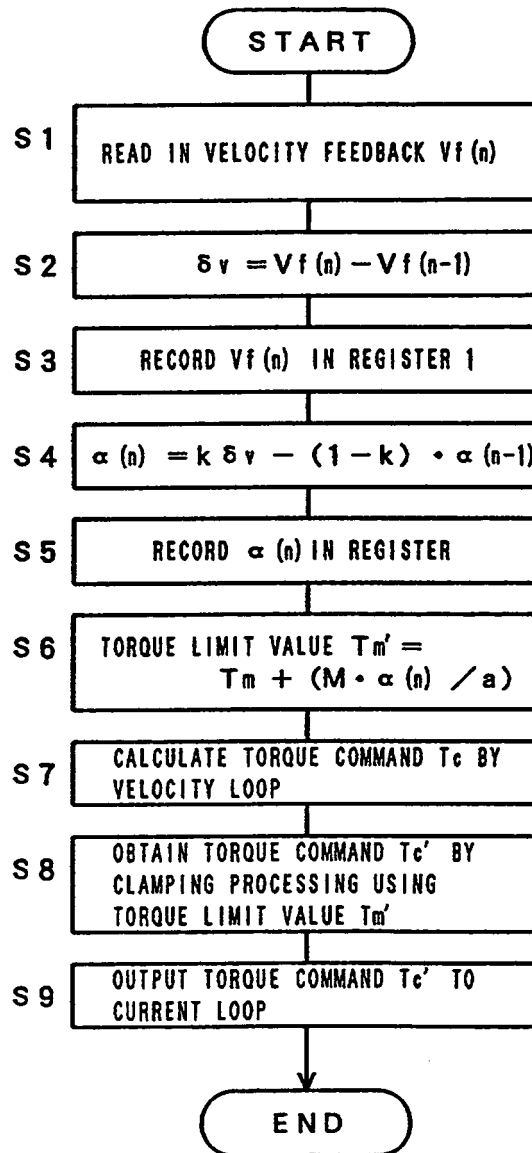 START
S1
READ IN VELOCITY FEEDBACK Vf(n)
S2
δv = Vf(n) − Vf(n-1)
S3
RECORD Vf(n) IN REGISTER 1
S4
α(n) = kδv − (1−k) • α(n-1)
S5
RECORD α(n) IN REGISTER
S6
TORQUE LIMIT VALUE Tm' =
Tm + (M • α(n) / a)
S7
CALCULATE TORQUE COMMAND Tc BY
VELOCITY LOOP
S8
OBTAIN TORQUE COMMAND Tc' BY
CLAMPING PROCESSING USING
TORQUE LIMIT VALUE Tm'
S9
OUTPUT TORQUE COMMAND Tc' TO
CURRENT LOOP
END